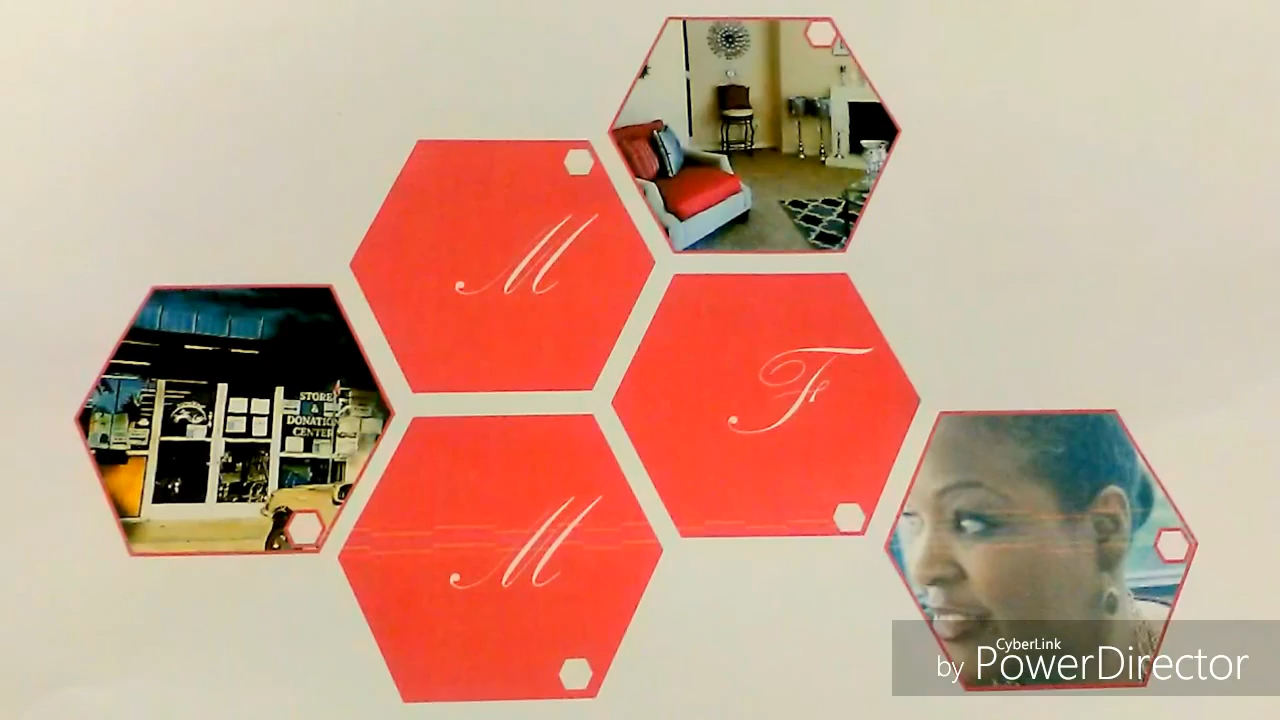 M
F
STORE
&
DONATION
CENTER
M
CyberLink
by PowerDirector